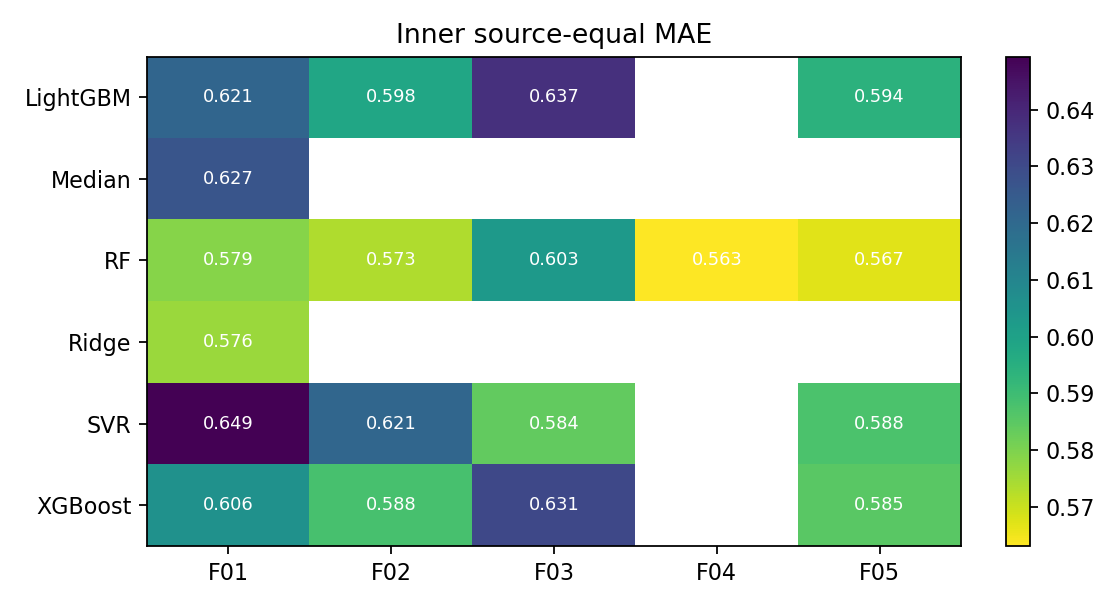 Inner source-equal MAE
LightGBM 0.621 0.598 0.637 0.594
Median 0.627
RF 0.579 0.573 0.603 0.563 0.567
Ridge 0.576
SVR 0.649 0.621 0.584 0.588
XGBoost 0.606 0.588 0.631 0.585
F01 F02 F03 F04 F05
0.64
0.63
0.62
0.61
0.60
0.59
0.58
0.57